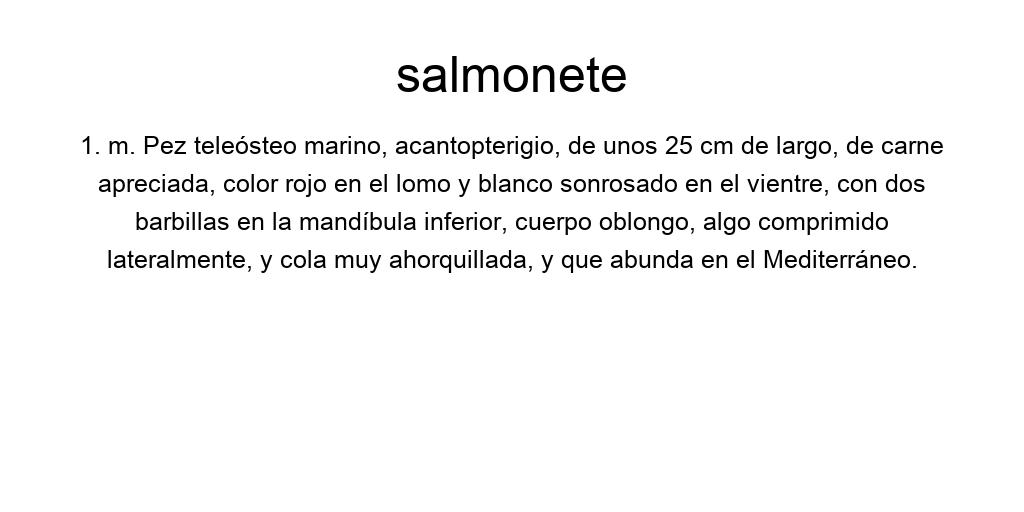 salmonete
1. m. Pez teleósteo marino, acantopterigio, de unos 25 cm de largo, de carne
apreciada, color rojo en el lomo y blanco sonrosado en el vientre, con dos
barbillas en la mandíbula inferior, cuerpo oblongo, algo comprimido
lateralmente, y cola muy ahorquillada, y que abunda en el Mediterráneo.